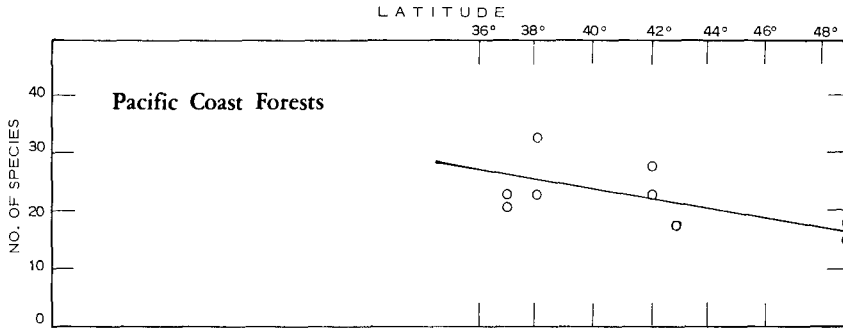 LATITUDE
36° 38° 40° 42° 44° 46° 48°
Pacific Coast Forests
NO. OF SPECIES
40
30
20
10
0